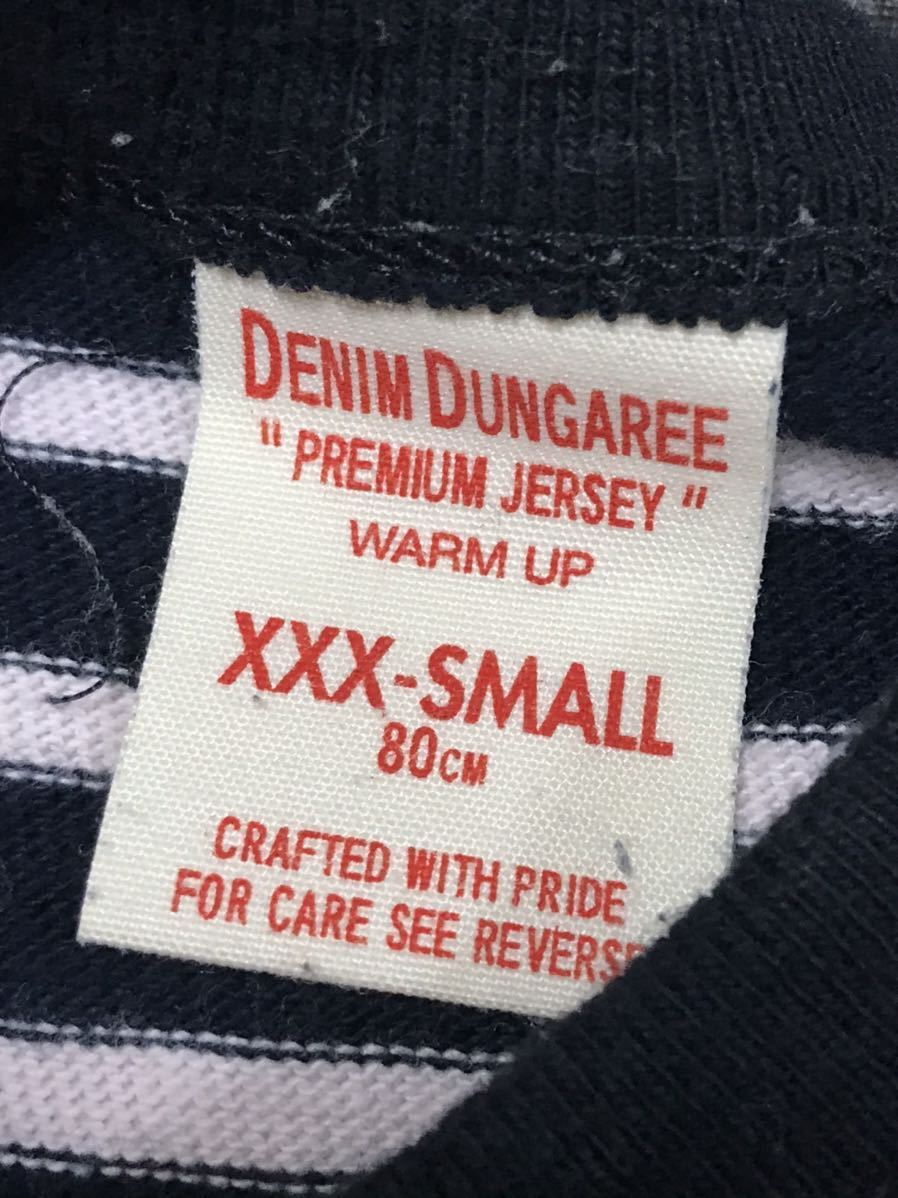 DENIM DUNGAREE
" PREMIUM JERSEY "
WARM UP
XXX-SMALL
80CM
CRAFTED WITH PRIDE
FOR CARE SEE REVERSE